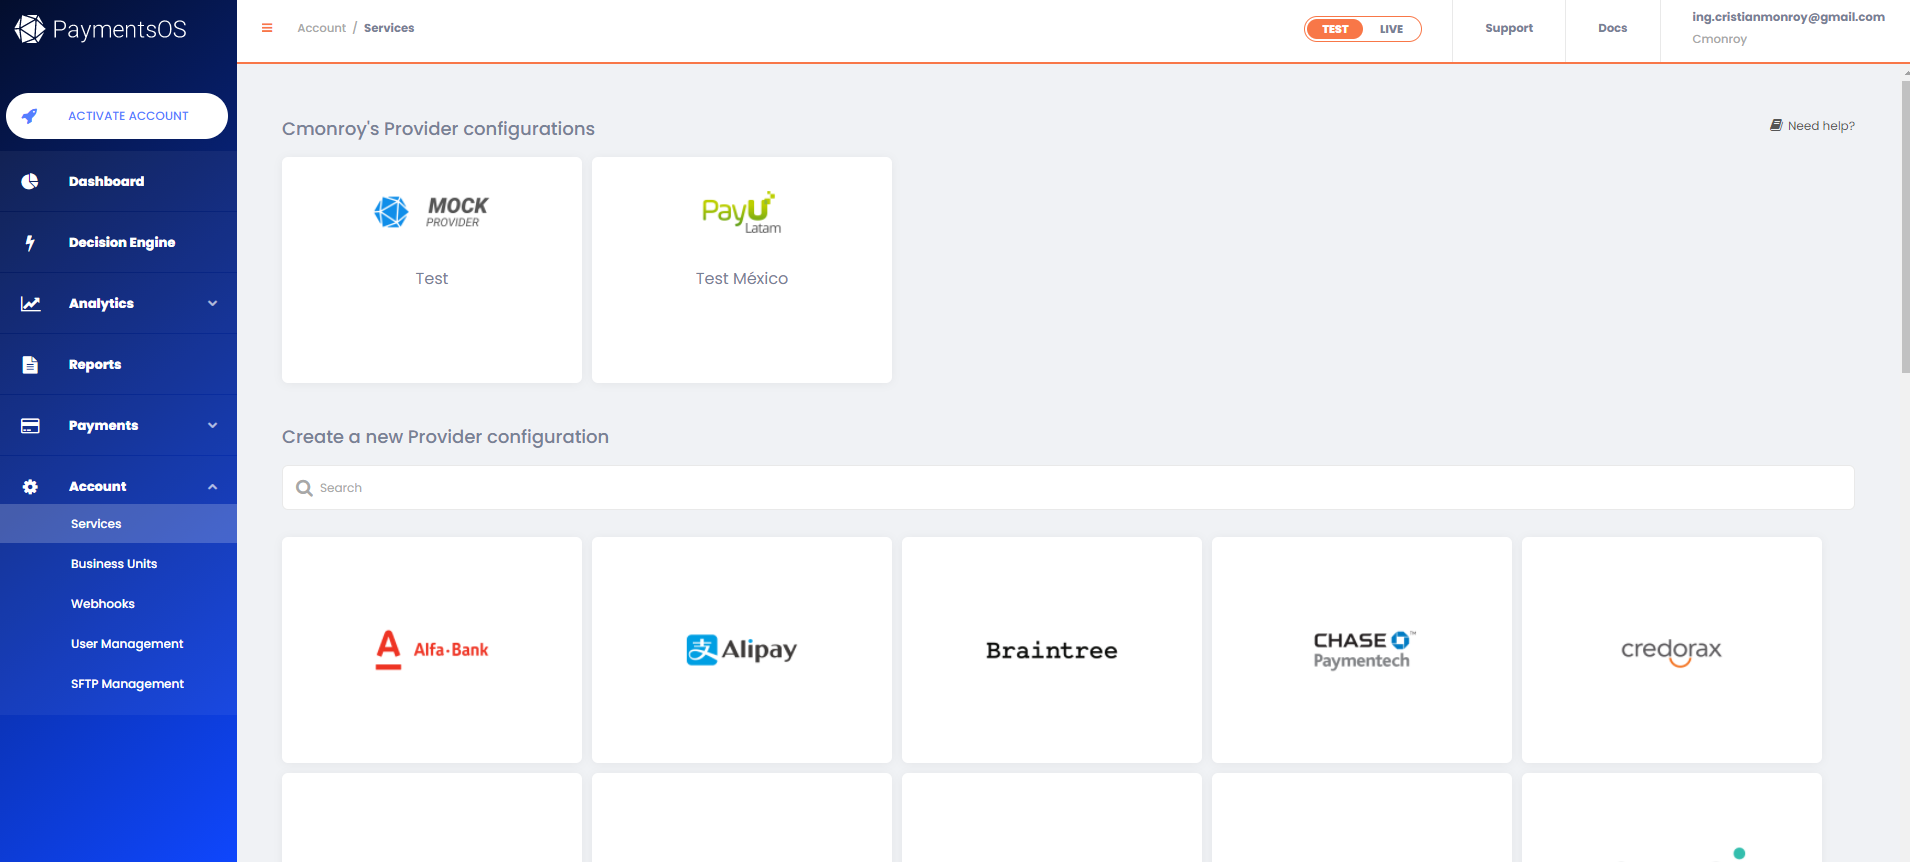 PaymentsOS
Account / Services
TEST LIVE
Support
Docs
ing.cristianmonroy@gmail.com
Cmonroy
ACTIVATE ACCOUNT
Dashboard
Decision Engine
Analytics
Reports
Payments
Account
Services
Business Units
Webhooks
User Management
SFTP Management
Cmonroy's Provider configurations
Need help?
MOCK
PROVIDER
Test
PayU
Latam
Test México
Create a new Provider configuration
Search
Alfa·Bank
支 Alipay
Braintree
CHASE ™
Paymentech
credorax